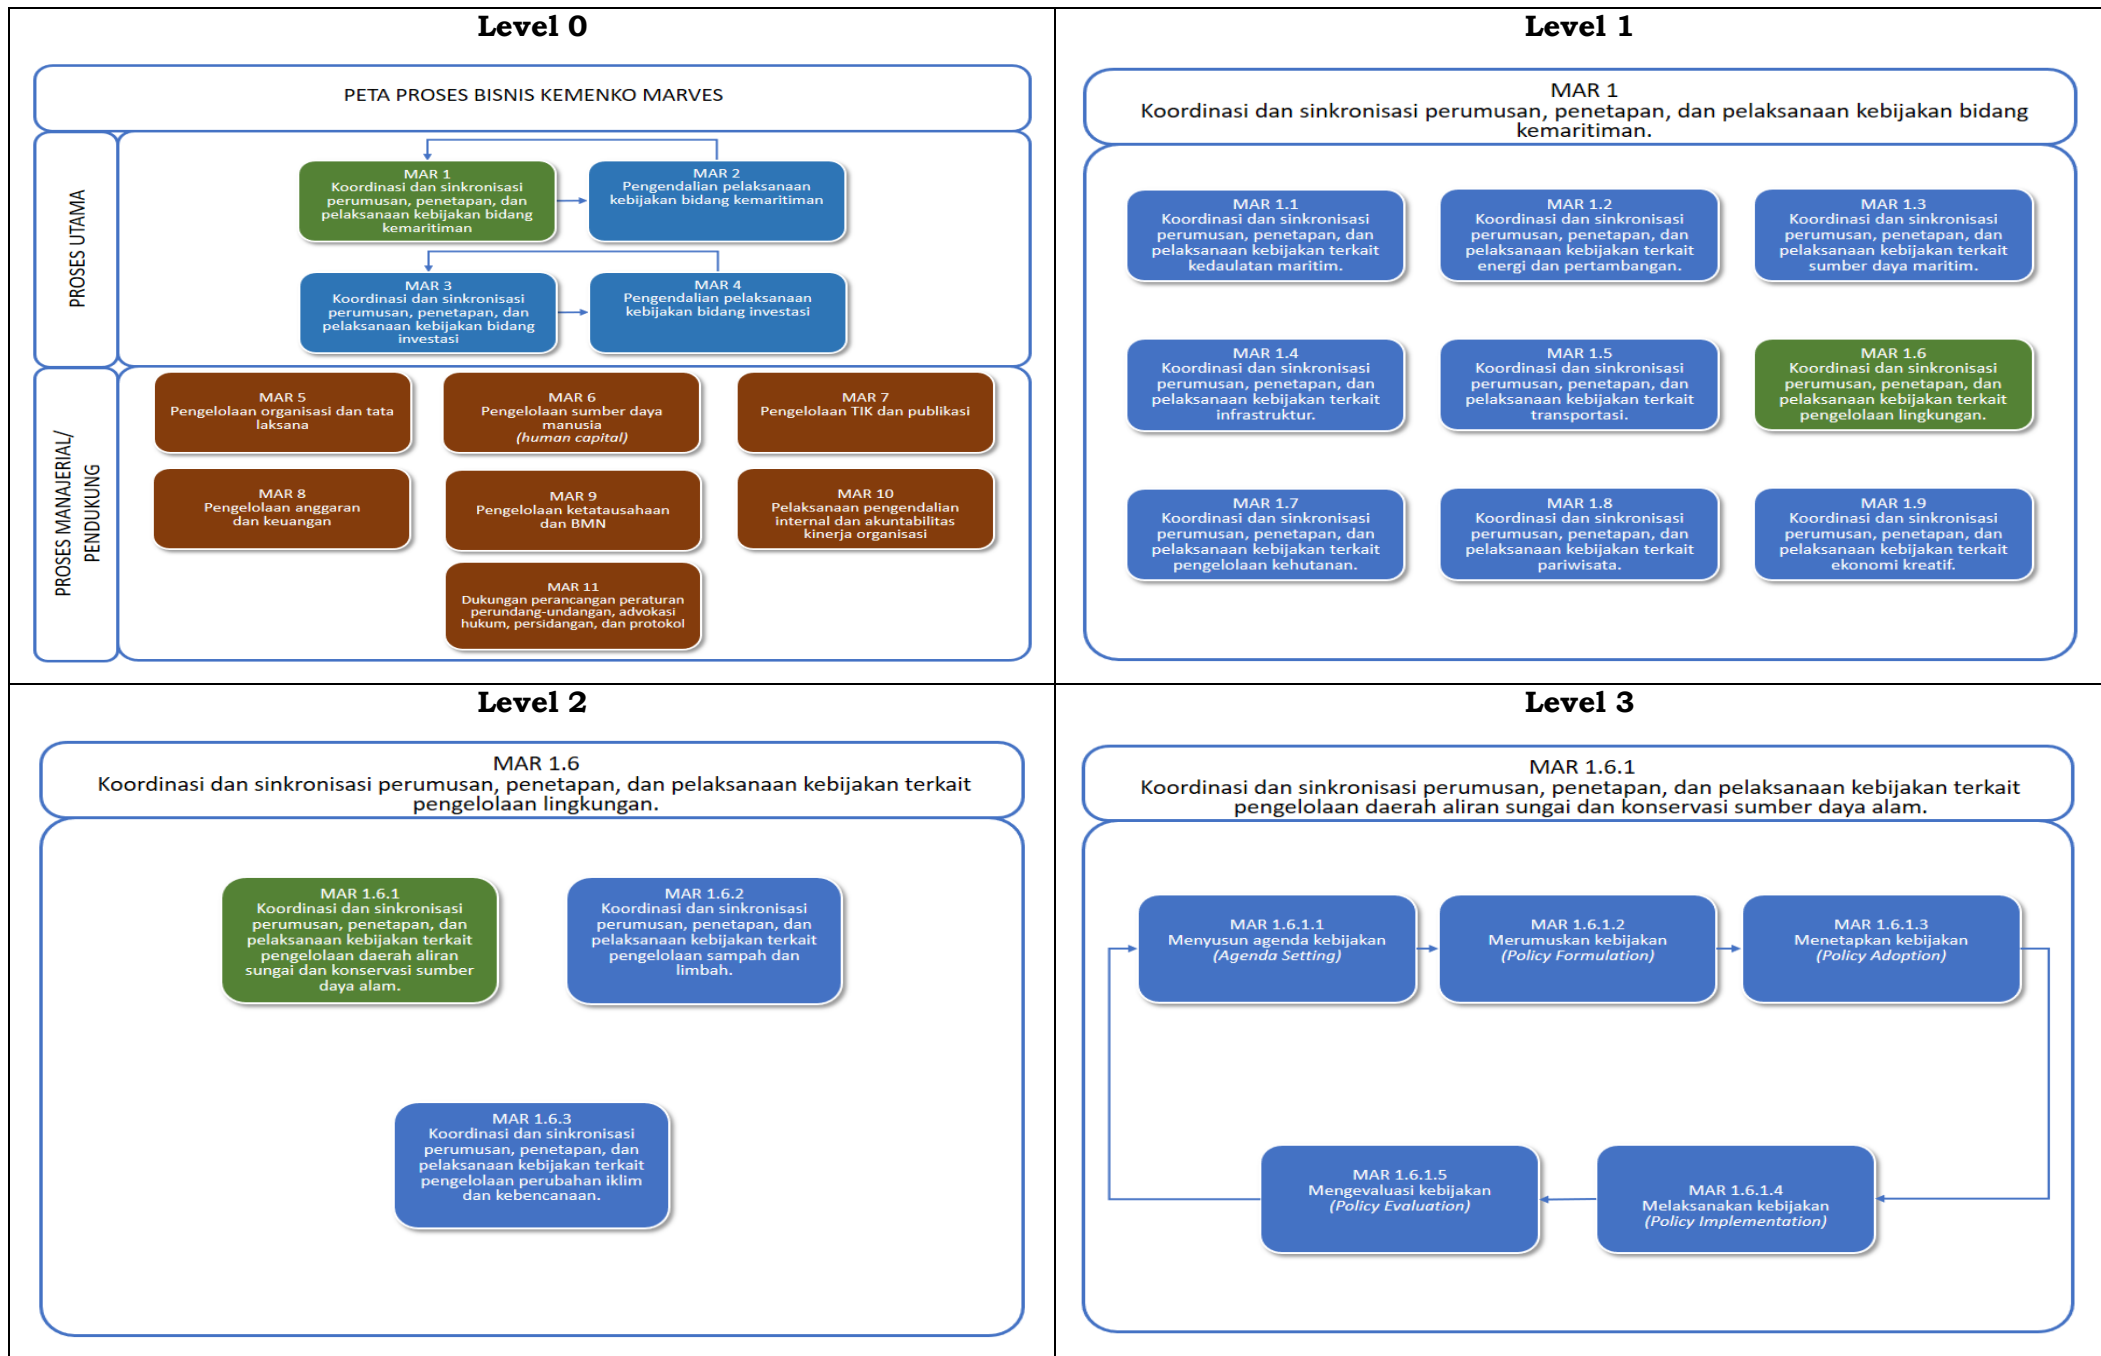 Level 0
PETA PROSES BISNIS KEMENKO MARVES
PROSES UTAMA
MAR 1
Koordinasi dan sinkronisasi
perumusan, penetapan, dan
pelaksanaan kebijakan bidang
kemaritiman
MAR 2
Pengendalian pelaksanaan
kebijakan bidang kemaritiman
MAR 3
Koordinasi dan sinkronisasi
perumusan, penetapan, dan
pelaksanaan kebijakan bidang
investasi
MAR 4
Pengendalian pelaksanaan
kebijakan bidang investasi
PROSES MANAJERIAL/
PENDUKUNG
MAR 5
Pengelolaan organisasi dan tata
laksana
MAR 6
Pengelolaan sumber daya
manusia
(human capital)
MAR 7
Pengelolaan TIK dan publikasi
MAR 8
Pengelolaan anggaran
dan keuangan
MAR 9
Pengelolaan ketatausahaan
dan BMN
MAR 10
Pelaksanaan pengendalian
internal dan akuntabilitas
kinerja organisasi
MAR 11
Dukungan perancangan peraturan
perundang-undangan, advokasi
hukum, persidangan, dan protokol
Level 1
MAR 1
Koordinasi dan sinkronisasi perumusan, penetapan, dan pelaksanaan kebijakan bidang
kemaritiman.
MAR 1.1
Koordinasi dan sinkronisasi
perumusan, penetapan, dan
pelaksanaan kebijakan terkait
kedaulatan maritim.
MAR 1.2
Koordinasi dan sinkronisasi
perumusan, penetapan, dan
pelaksanaan kebijakan terkait
energi dan pertambangan.
MAR 1.3
Koordinasi dan sinkronisasi
perumusan, penetapan, dan
pelaksanaan kebijakan terkait
sumber daya maritim.
MAR 1.4
Koordinasi dan sinkronisasi
perumusan, penetapan, dan
pelaksanaan kebijakan terkait
infrastruktur.
MAR 1.5
Koordinasi dan sinkronisasi
perumusan, penetapan, dan
pelaksanaan kebijakan terkait
transportasi.
MAR 1.6
Koordinasi dan sinkronisasi
perumusan, penetapan, dan
pelaksanaan kebijakan terkait
pengelolaan lingkungan.
MAR 1.7
Koordinasi dan sinkronisasi
perumusan, penetapan, dan
pelaksanaan kebijakan terkait
pengelolaan kehutanan.
MAR 1.8
Koordinasi dan sinkronisasi
perumusan, penetapan, dan
pelaksanaan kebijakan terkait
pariwisata.
MAR 1.9
Koordinasi dan sinkronisasi
perumusan, penetapan, dan
pelaksanaan kebijakan terkait
ekonomi kreatif.
Level 2
MAR 1.6
Koordinasi dan sinkronisasi perumusan, penetapan, dan pelaksanaan kebijakan terkait
pengelolaan lingkungan.
MAR 1.6.1
Koordinasi dan sinkronisasi
perumusan, penetapan, dan
pelaksanaan kebijakan terkait
pengelolaan daerah aliran
sungai dan konservasi sumber
daya alam.
MAR 1.6.2
Koordinasi dan sinkronisasi
perumusan, penetapan, dan
pelaksanaan kebijakan terkait
pengelolaan sampah dan
limbah.
MAR 1.6.3
Koordinasi dan sinkronisasi
perumusan, penetapan, dan
pelaksanaan kebijakan terkait
pengelolaan perubahan iklim
dan kebencanaan.
Level 3
MAR 1.6.1
Koordinasi dan sinkronisasi perumusan, penetapan, dan pelaksanaan kebijakan terkait
pengelolaan daerah aliran sungai dan konservasi sumber daya alam.
MAR 1.6.1.1
Menyusun agenda kebijakan
(Agenda Setting)
MAR 1.6.1.2
Merumuskan kebijakan
(Policy Formulation)
MAR 1.6.1.3
Menetapkan kebijakan
(Policy Adoption)
MAR 1.6.1.5
Mengevaluasi kebijakan
(Policy Evaluation)
MAR 1.6.1.4
Melaksanakan kebijakan
(Policy Implementation)